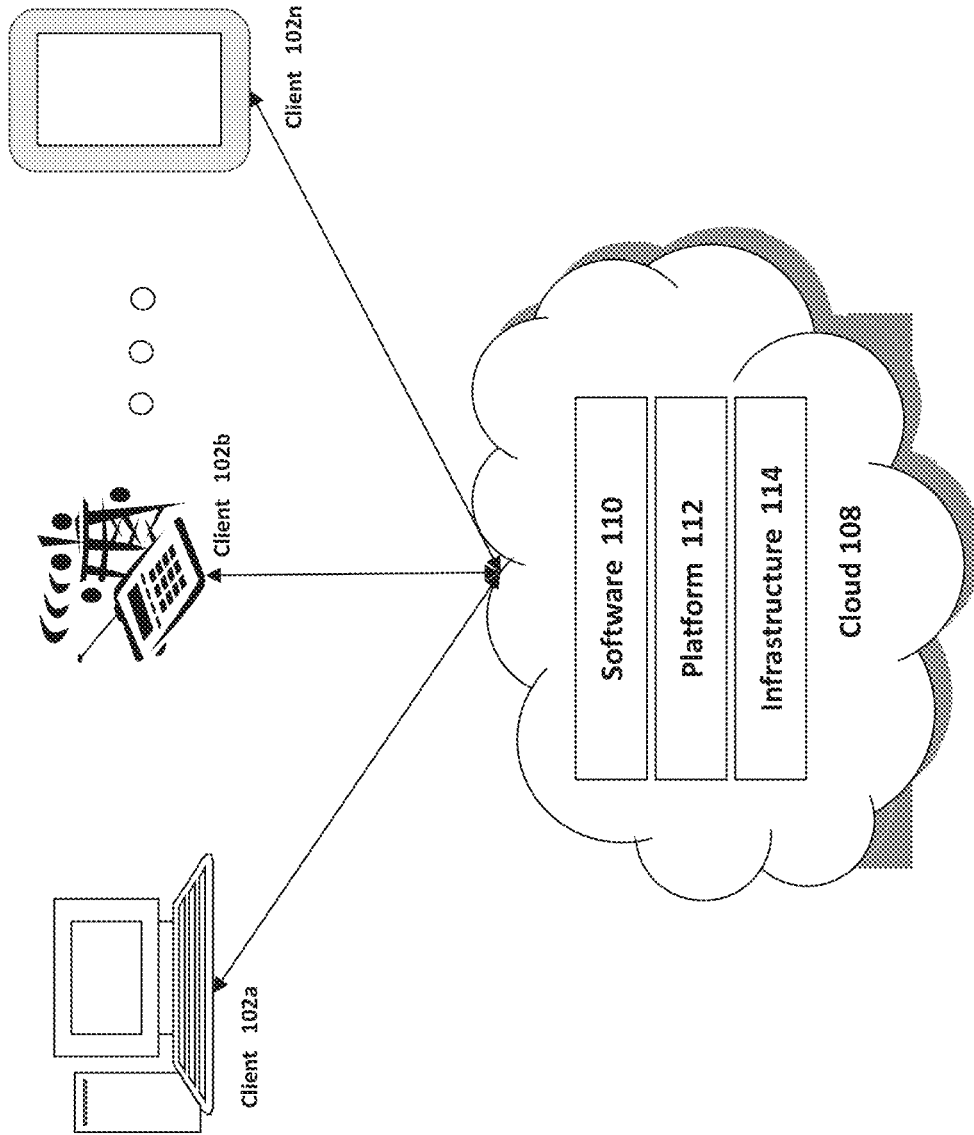 Client 102a
Client 102b
Client 102n
Software 110
Platform 112
Infrastructure 114
Cloud 108